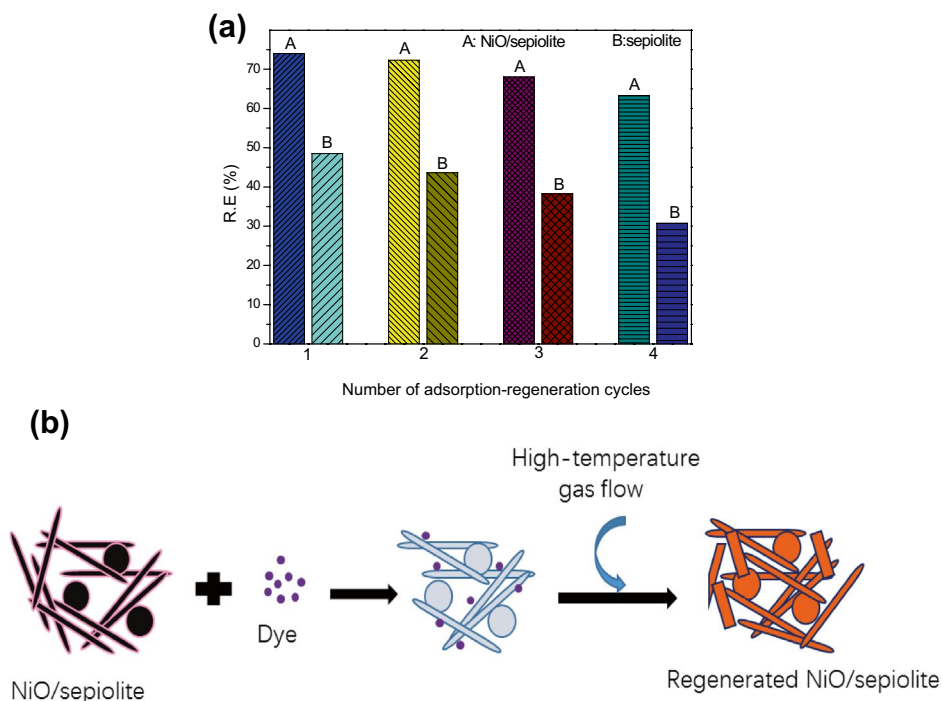 (a)
A: NiO/sepiolite B:sepiolite
A
B
A
B
A
B
A
B
R.E (%)
70
60
50
40
30
20
10
0
1 2 3 4
Number of adsorption-regeneration cycles
(b)
High-temperature
gas flow
Dye
NiO/sepiolite
Regenerated NiO/sepiolite